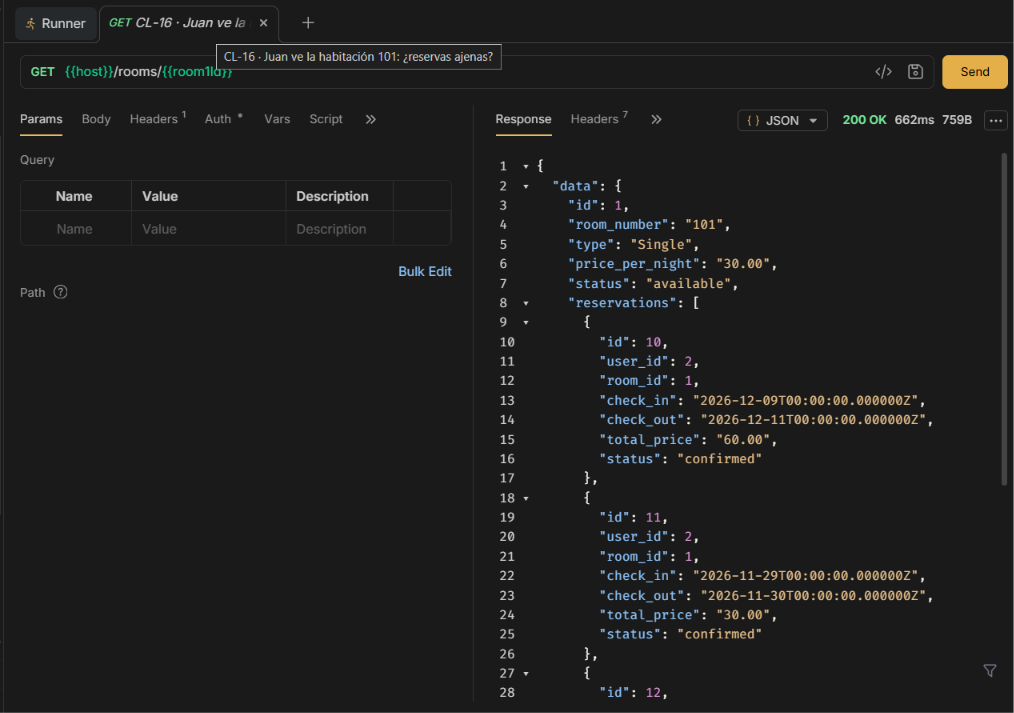 Runner
GET CL-16 · Juan ve la
CL-16 · Juan ve la habitación 101: ¿reservas ajenas?
GET {{host}}/rooms/{{room1Id}}
</>
Send
Params Body Headers 1 Auth * Vars Script »
Query
Name Value Description
Name Value Description
Bulk Edit
Path ?
Response Headers 7 »
{ } JSON 200 OK 662ms 759B ...
1 {
2 "data": {
3 "id": 1,
4 "room_number": "101",
5 "type": "Single",
6 "price_per_night": "30.00",
7 "status": "available",
8 "reservations": [
9 {
10 "id": 10,
11 "user_id": 2,
12 "room_id": 1,
13 "check_in": "2026-12-09T00:00:00.000000Z",
14 "check_out": "2026-12-11T00:00:00.000000Z",
15 "total_price": "60.00",
16 "status": "confirmed"
17 },
18 {
19 "id": 11,
20 "user_id": 2,
21 "room_id": 1,
22 "check_in": "2026-11-29T00:00:00.000000Z",
23 "check_out": "2026-11-30T00:00:00.000000Z",
24 "total_price": "30.00",
25 "status": "confirmed"
26 },
27 {
28 "id": 12,